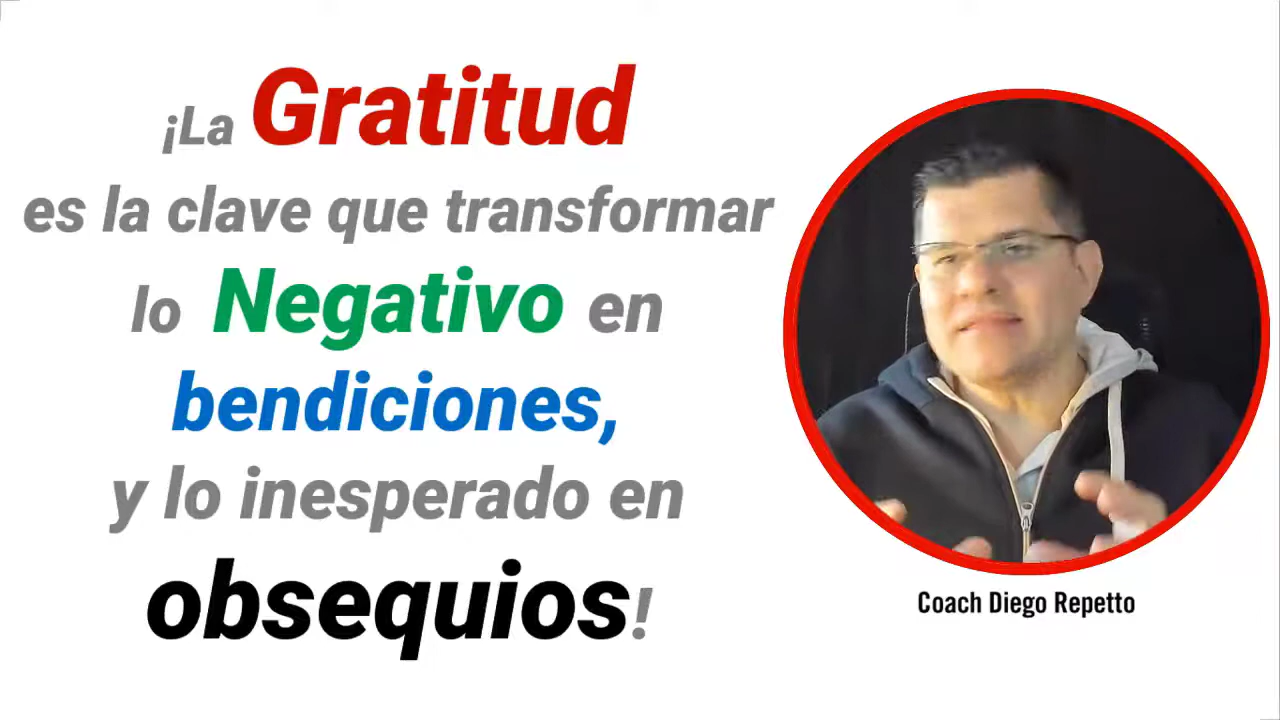 ¡La Gratitud
es la clave que transformar
lo Negativo en
bendiciones,
y lo inesperado en
obsequios!
Coach Diego Repetto